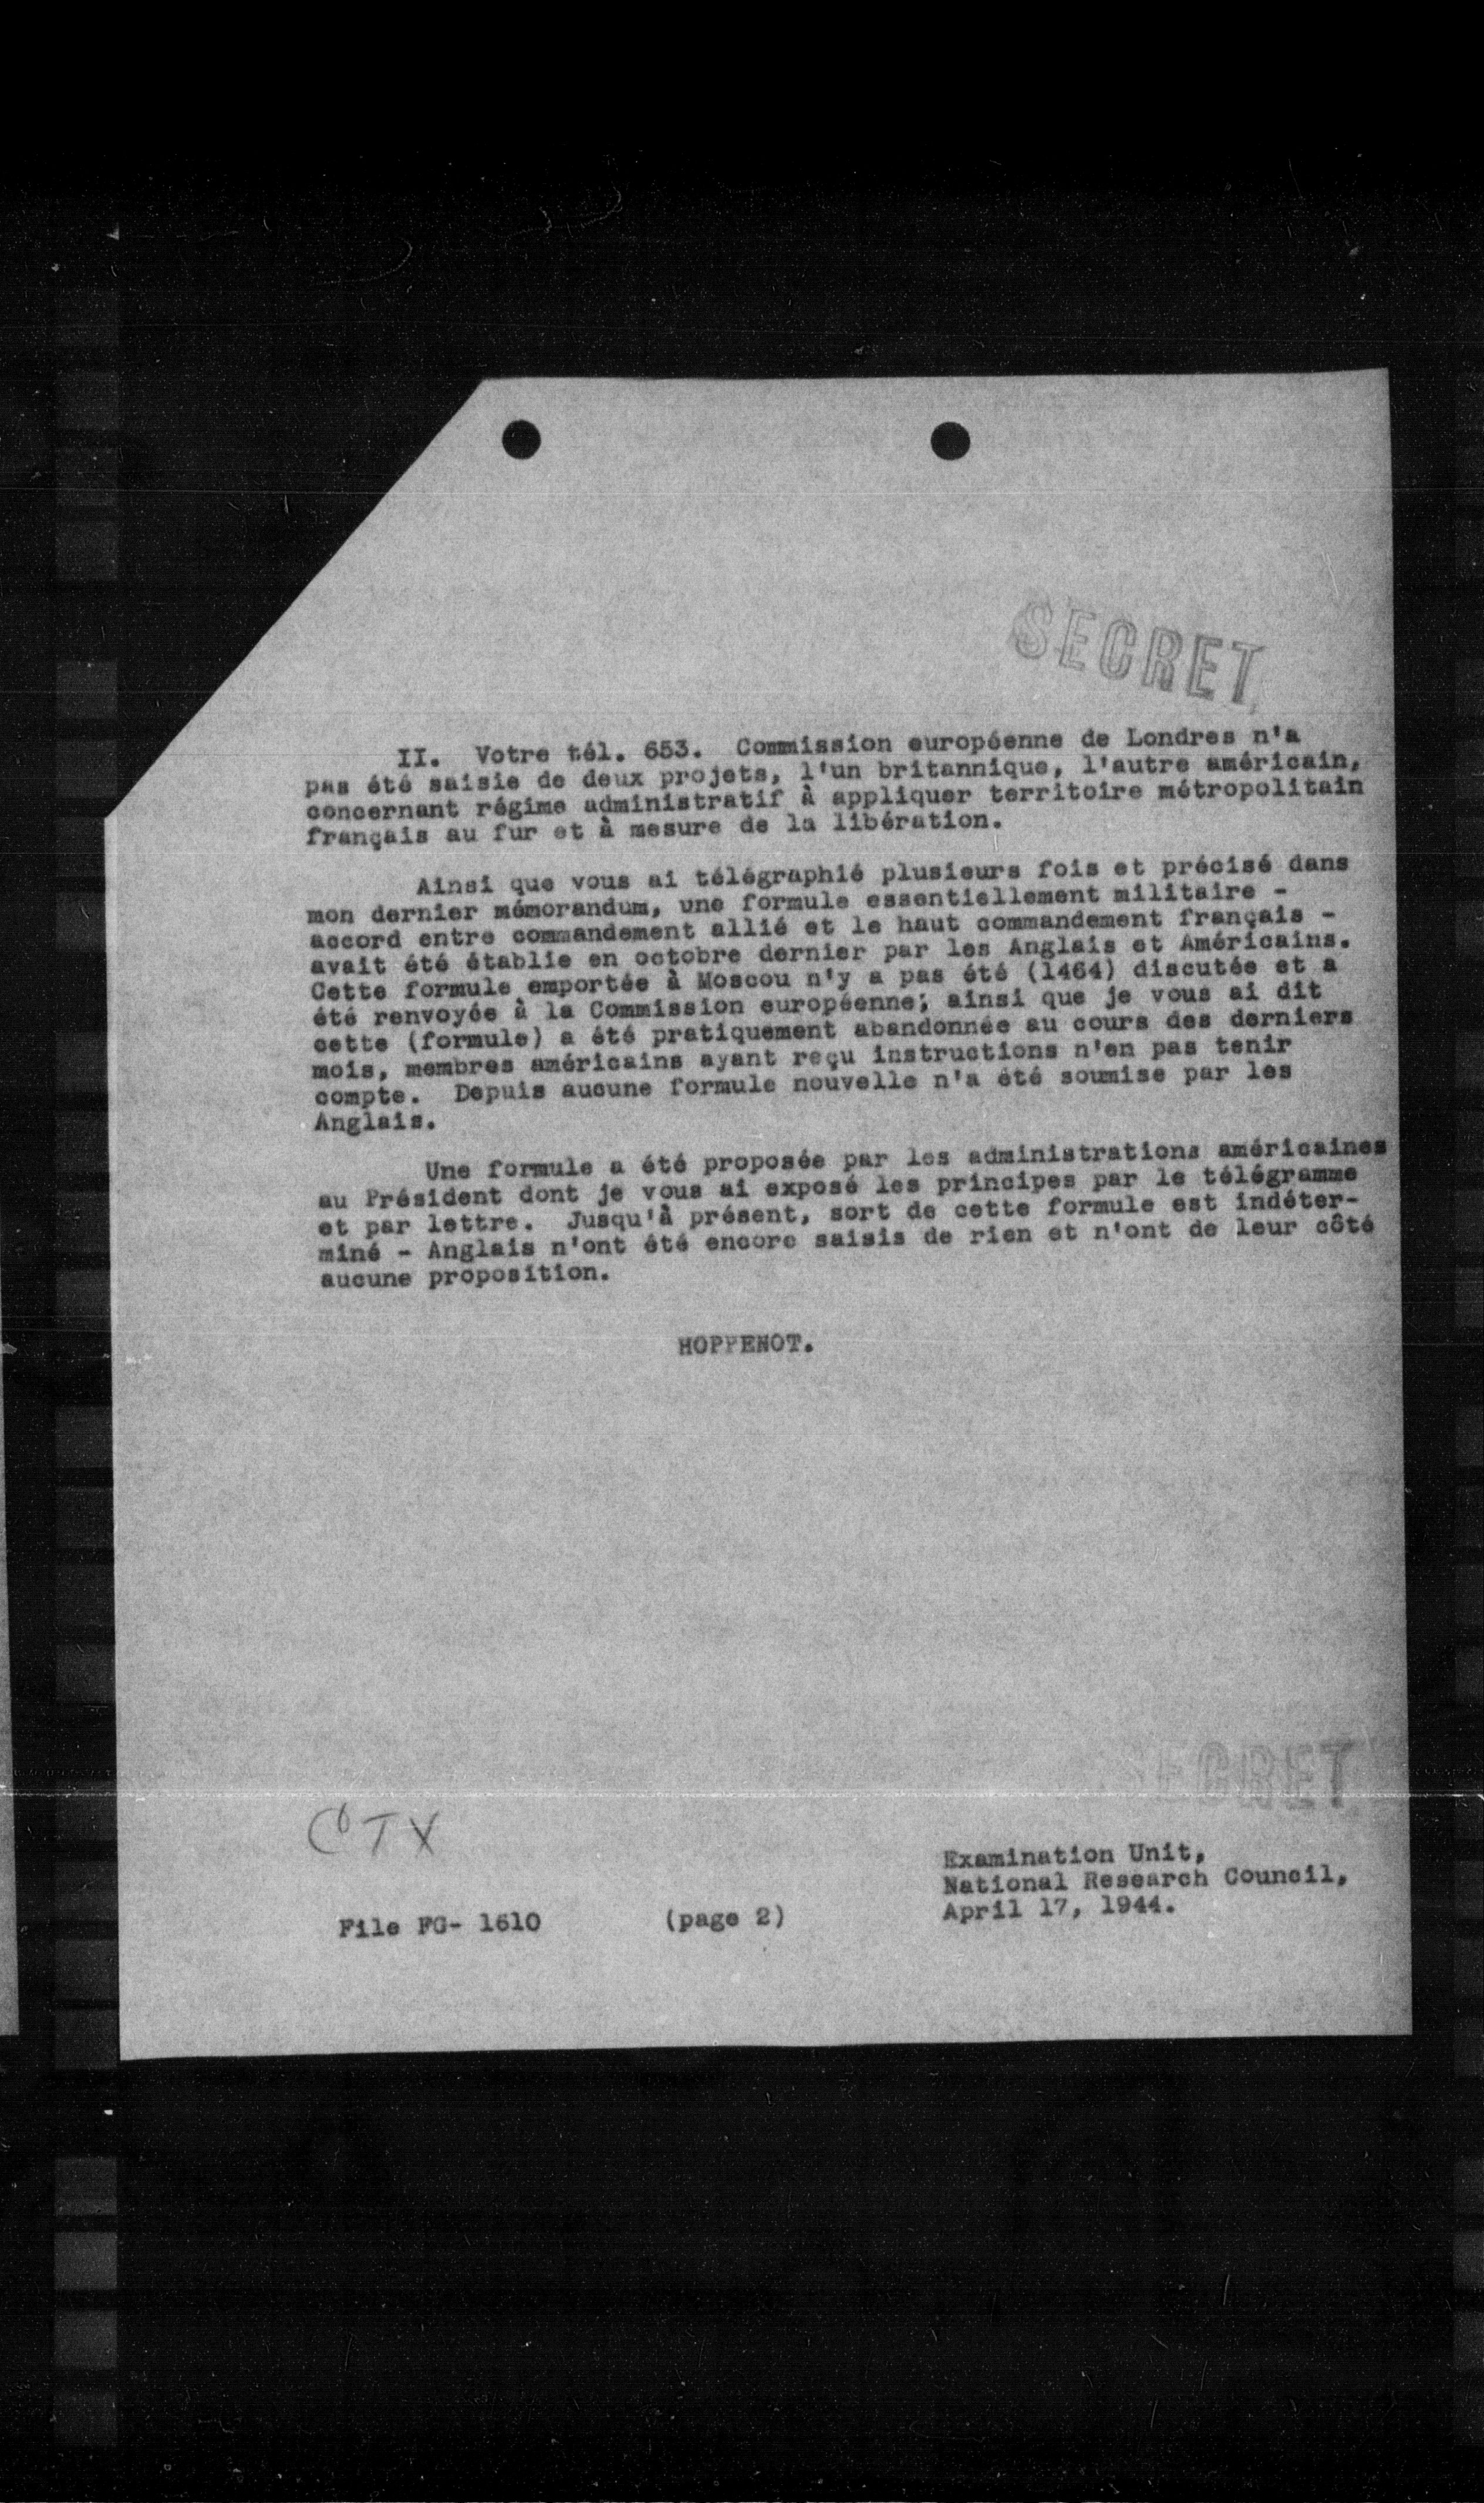 SECRET
II. Votre tél. 653. Commission européenne de Londres n'a
pas été saisie de deux projets, l'un britannique, l'autre américain,
concernant régime administratif à appliquer territoire métropolitain
français au fur et à mesure de la libération.
Ainsi que vous ai télégraphié plusieurs fois et précisé dans
mon dernier mémorandum, une formule essentiellement militaire -
accord entre commandement allié et le haut commandement français -
avait été établie en octobre dernier par les Anglais et Américains.
Cette formule emportée à Moscou n'y a pas été (1464) discutée et a
été renvoyée à la Commission européenne; ainsi que je vous ai dit
cette (formule) a été pratiquement abandonnée au cours des derniers
mois, membres américains ayant reçu instructions n'en pas tenir
compte. Depuis aucune formule nouvelle n'a été soumise par les
Anglais.
Une formule a été proposée par les administrations américaines
au Président dont je vous ai exposé les principes par le télégramme
et par lettre. Jusqu'à présent, sort de cette formule est indéter-
miné - Anglais n'ont été encore saisis de rien et n'ont de leur côté
aucune proposition.
HOPPENOT.
SECRET
CTX
Examination Unit,
National Research Council,
April 17, 1944.
File FG- 1610 (page 2)